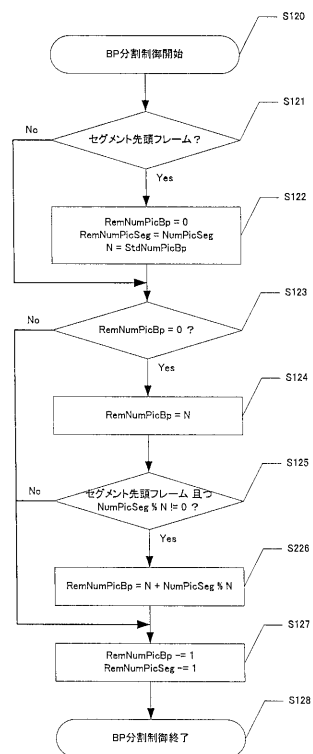 S120
BP分割制御開始
S121
セグメント先頭フレーム?
No
Yes
S122
RemNumPicBp = 0
RemNumPicSeg = NumPicSeg
N = StdNumPicBp
S123
RemNumPicBp = 0 ?
No
Yes
S124
RemNumPicBp = N
S125
セグメント先頭フレーム 且つ
NumPicSeg % N != 0 ?
No
Yes
S226
RemNumPicBp = N + NumPicSeg % N
S127
RemNumPicBp -= 1
RemNumPicSeg -= 1
S128
BP分割制御終了